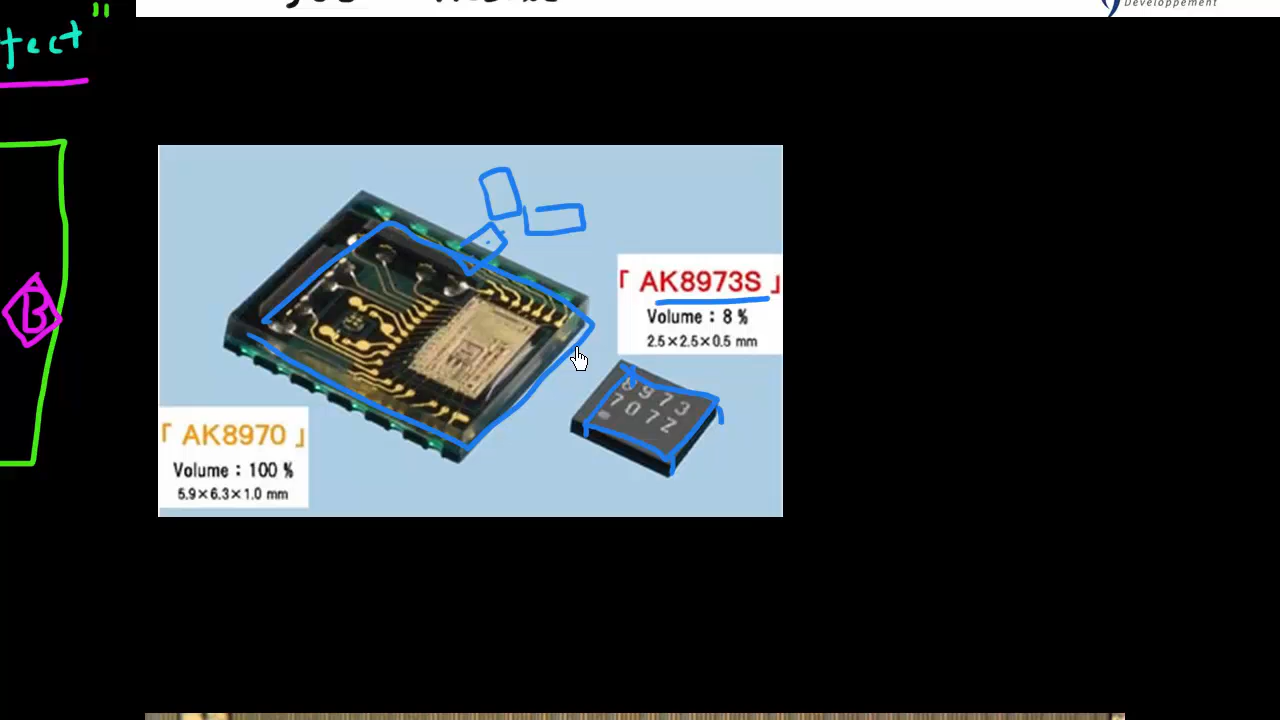 Developpement
fect"
「 AK8973S 」
Volume : 8 %
2.5×2.5×0.5 mm
8973
707Z
B
「 AK8970 」
Volume : 100 %
5.9×6.3×1.0 mm